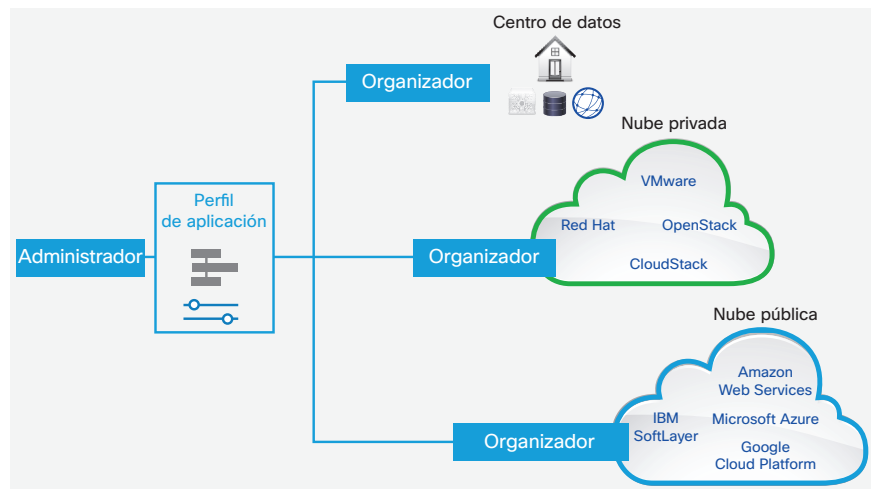 Centro de datos
Organizador
Nube privada
VMware
Perfil
de aplicación
Red Hat
OpenStack
Administrador
Organizador
CloudStack
Nube pública
Amazon
Web Services
IBM
SoftLayer
Microsoft Azure
Organizador
Google
Cloud Platform